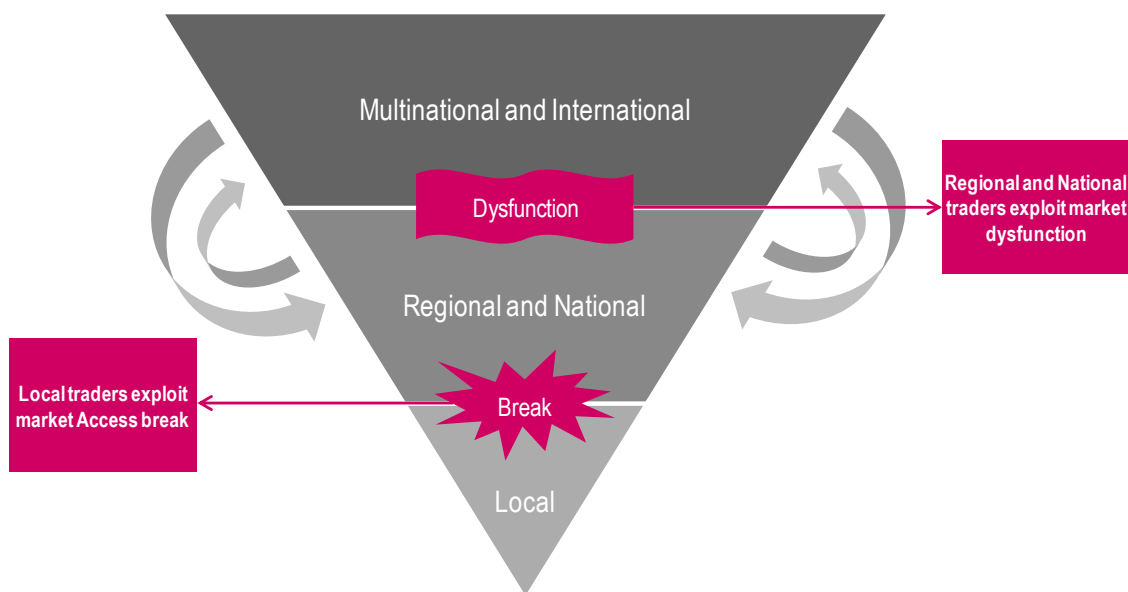 Multinational and International
Dysfunction
Regional and National
traders exploit market
dysfunction
Regional and National
Local traders exploit
market Access break
Break
Local